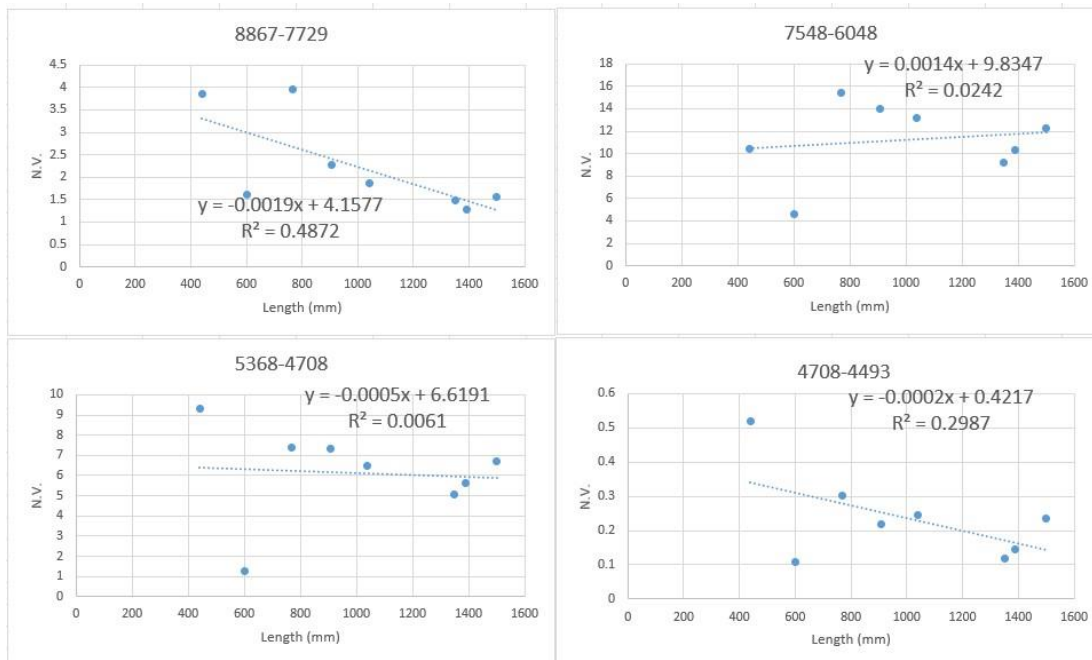 8867-7729
4.5
4
3.5
3
2.5
2
1.5
1
0.5
0
N.V.
y = -0.0019x + 4.1577
R² = 0.4872
0 200 400 600 800 1000 1200 1400 1600
Length (mm)
7548-6048
18
16
14
12
10
8
6
4
2
0
N.V.
y = 0.0014x + 9.8347
R² = 0.0242
0 200 400 600 800 1000 1200 1400 1600
Length (mm)
5368-4708
10
9
8
7
6
5
4
3
2
1
0
N.V.
y = -0.0005x + 6.6191
R² = 0.0061
0 200 400 600 800 1000 1200 1400 1600
Length (mm)
4708-4493
0.6
0.5
0.4
0.3
0.2
0.1
0
N.V.
y = -0.0002x + 0.4217
R² = 0.2987
0 200 400 600 800 1000 1200 1400 1600
Length (mm)